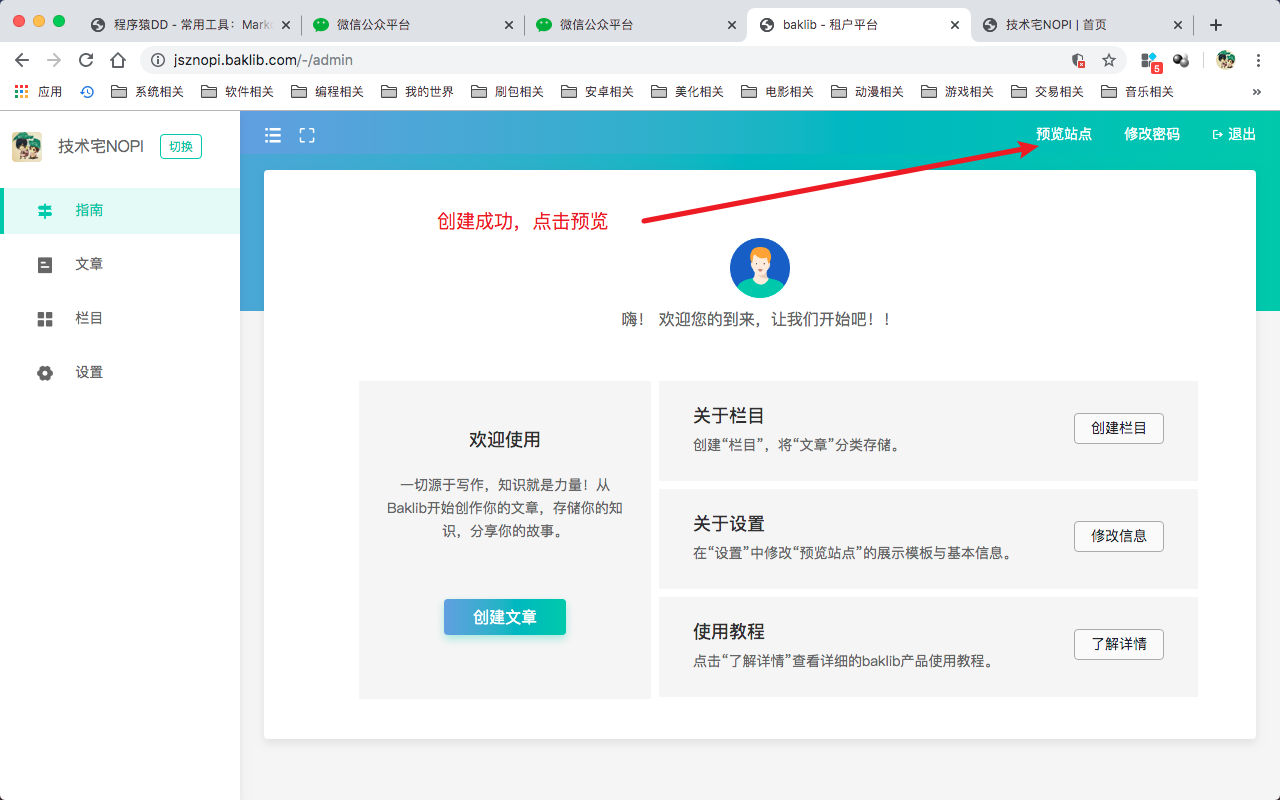 程序猿DD - 常用工具：Mark
微信公众平台
微信公众平台
baklib - 租户平台
技术宅NOPI | 首页
jsznopi.baklib.com/-/admin
5
应用
系统相关
软件相关
编程相关
我的世界
刷包相关
安卓相关
美化相关
电影相关
动漫相关
游戏相关
交易相关
音乐相关
»
技术宅NOPI
切换
预览站点
修改密码
退出
指南
文章
栏目
设置
创建成功，点击预览
嗨！ 欢迎您的到来，让我们开始吧！！
欢迎使用
一切源于写作，知识就是力量！从
Baklib开始创作你的文章，存储你的知
识，分享你的故事。
创建文章
关于栏目
创建“栏目”，将“文章”分类存储。
创建栏目
关于设置
在“设置”中修改“预览站点”的展示模板与基本信息。
修改信息
使用教程
点击“了解详情”查看详细的baklib产品使用教程。
了解详情